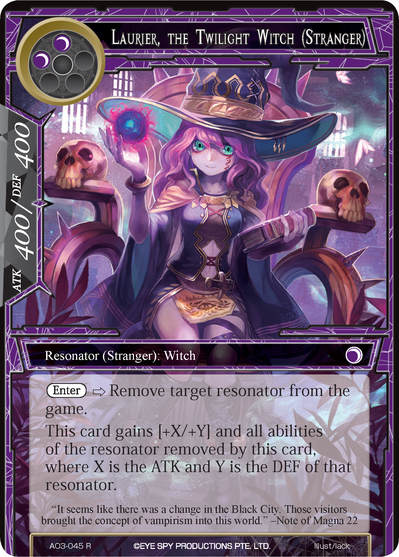 Laurier, the Twilight Witch (Stranger)
ATK 400/DEF 400
Resonator (Stranger): Witch
Enter ⇨ Remove target resonator from the
game.
This card gains [+X/+Y] and all abilities
of the resonator removed by this card,
where X is the ATK and Y is the DEF of that
resonator.
“It seems like there was a change in the Black City. Those visitors
brought the concept of vampirism into this world.” –Note of Magna 22
AO3-045 R
©EYE SPY PRODUCTIONS PTE. LTD.
Illust/lack